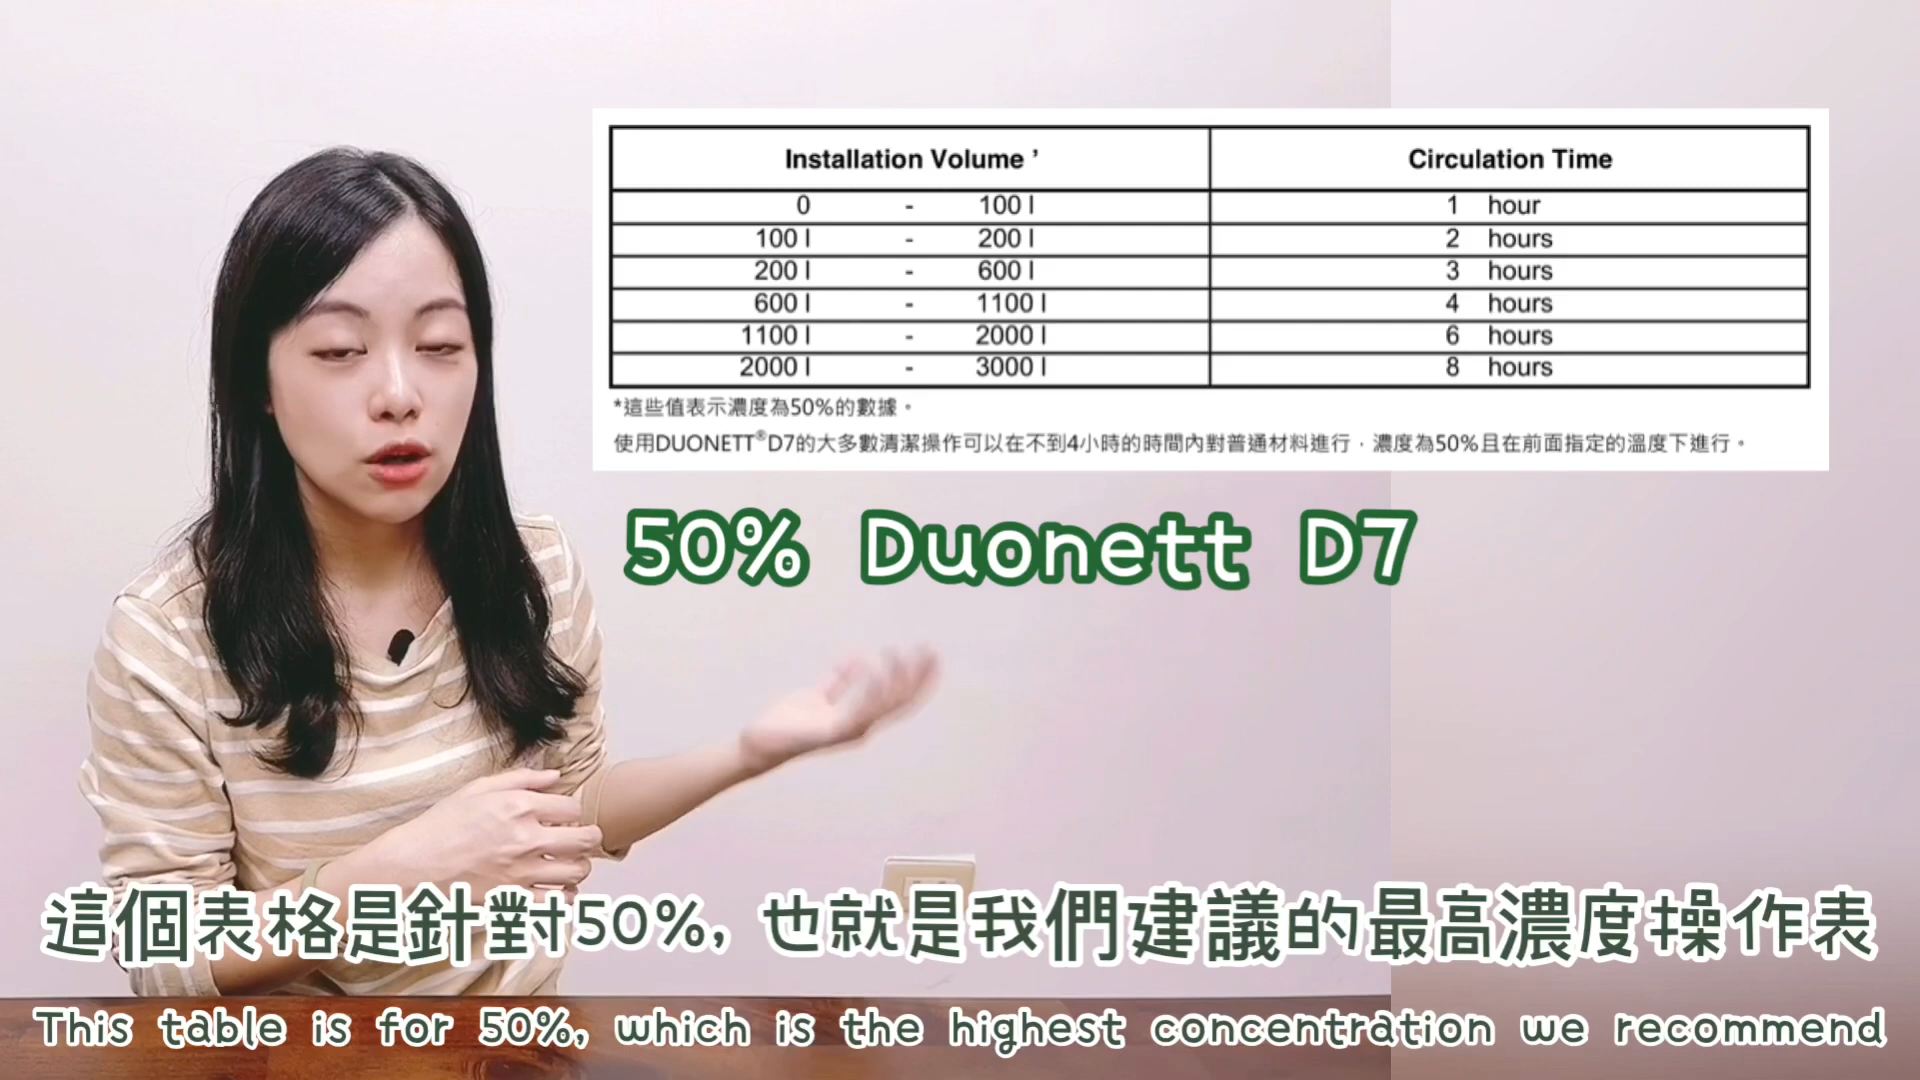 Installation Volume ’ Circulation Time
0 - 100 l 1 hour
100 l - 200 l 2 hours
200 l - 600 l 3 hours
600 l - 1100 l 4 hours
1100 l - 2000 l 6 hours
2000 l - 3000 l 8 hours
*這些值表示濃度為50%的數據。
使用DUONETT®D7的大多數清潔操作可以在不到4小時的時間內對普通材料進行，濃度為50%且在前面指定的溫度下進行。
50% Duonett D7
這個表格是針對50%, 也就是我們建議的最高濃度操作表
This table is for 50%, which is the highest concentration we recommend